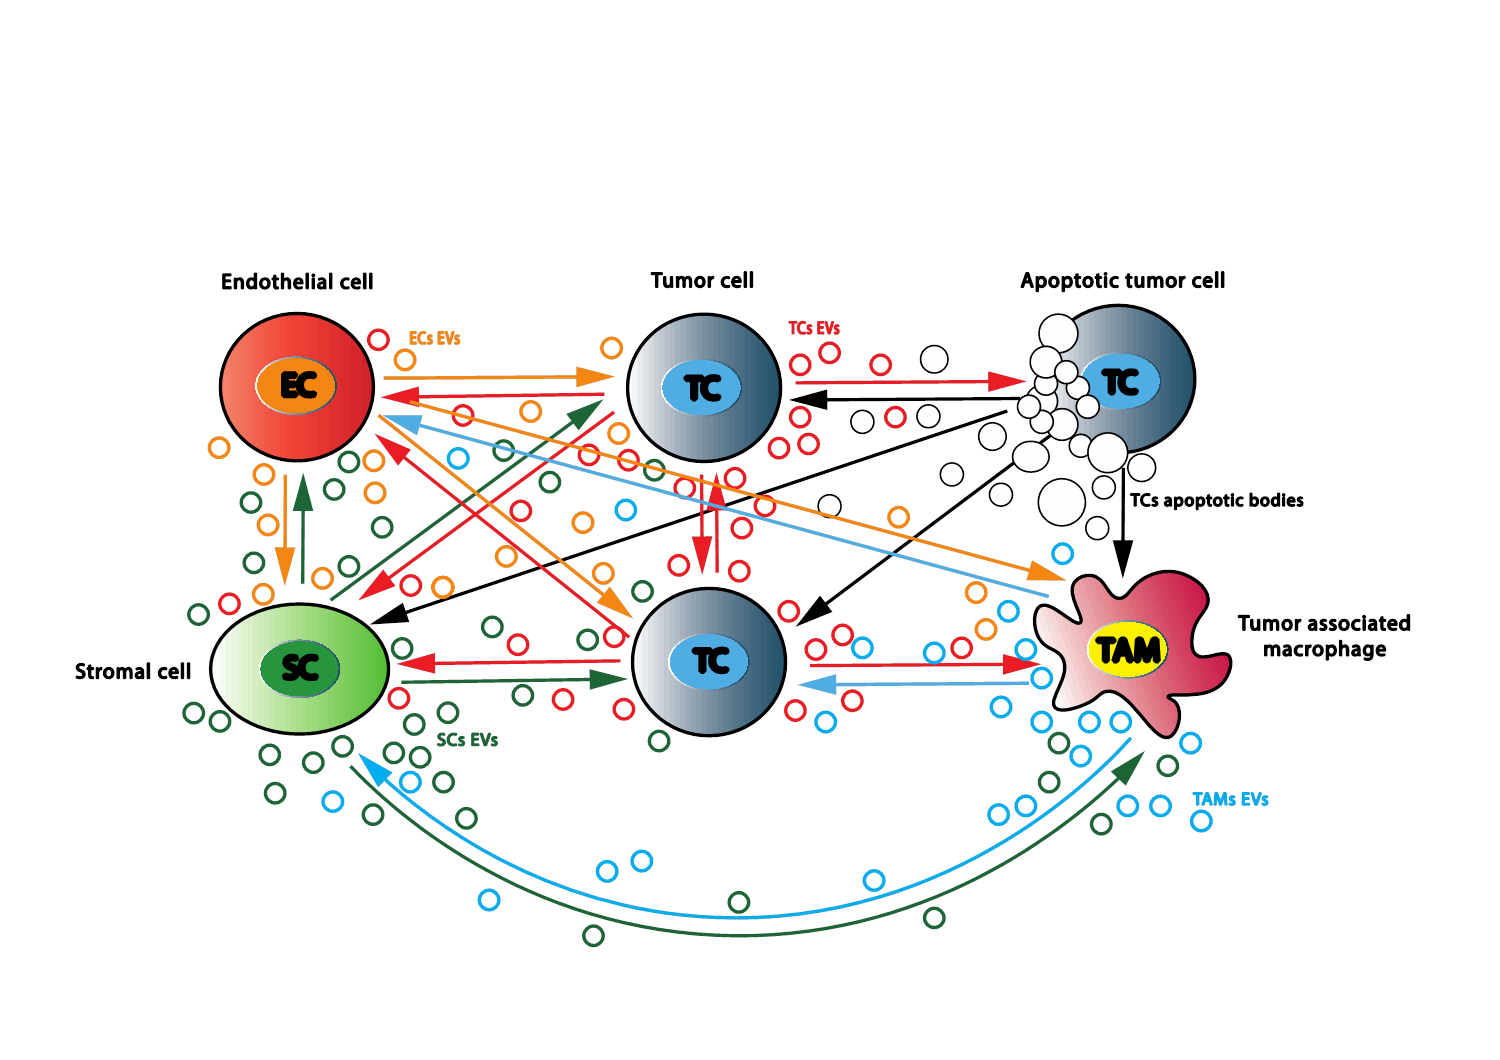 Endothelial cell
Tumor cell
Apoptotic tumor cell
ECs EVs
TCs EVs
EC
TC
TC
TCs apoptotic bodies
Stromal cell
SC
TC
TAM
Tumor associated
macrophage
SCs EVs
TAMs EVs